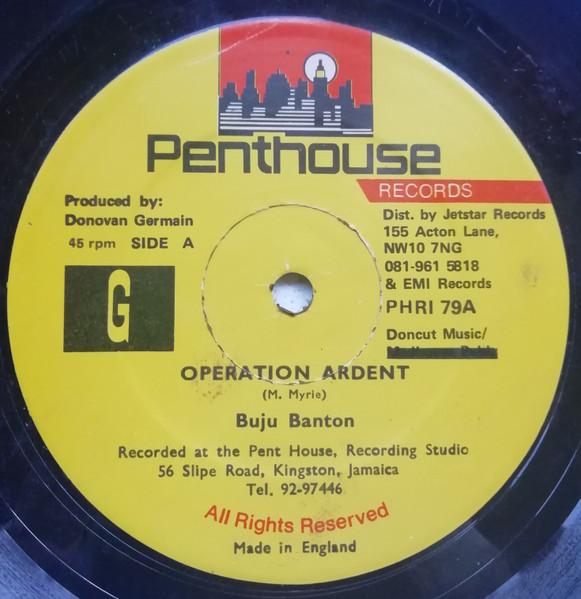 Penthouse
RECORDS
Produced by:
Donovan Germain
45 rpm SIDE A
G
Dist. by Jetstar Records
155 Acton Lane,
NW10 7NG
081-961 5818
& EMI Records
PHRI 79A
Doncut Music/
OPERATION ARDENT
(M. Myrie)
Buju Banton
Recorded at the Pent House, Recording Studio
56 Slipe Road, Kingston, Jamaica
Tel. 92-97446
All Rights Reserved
Made in England